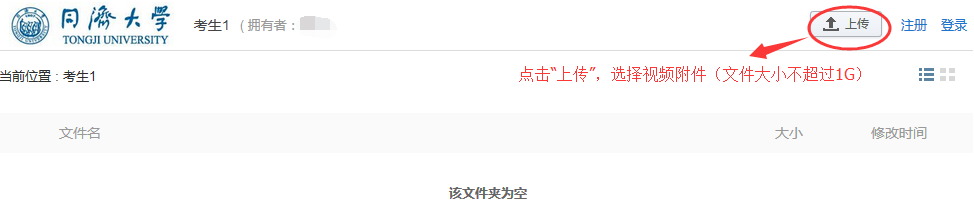 同濟大學 考生1 （拥有者： 上传 注册 登录
TONGJI UNIVERSITY
当前位置：考生1 点击“上传”，选择视频附件（文件大小不超过1G）
文件名 大小 修改时间
该文件夹为空